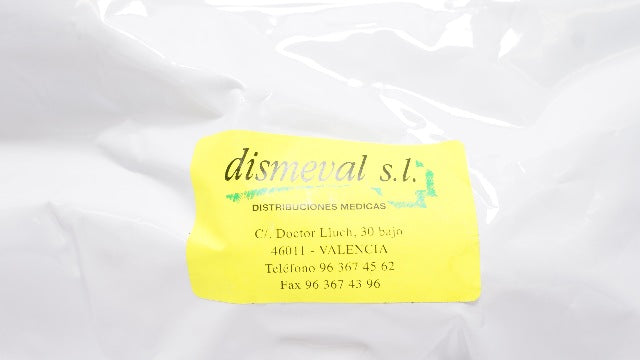 dismeval s.l.
DISTRIBUCIONES MEDICAS
C/. Doctor Lluch, 30 bajo
46011 - VALENCIA
Teléfono 96 367 45 62
Fax 96 367 43 96